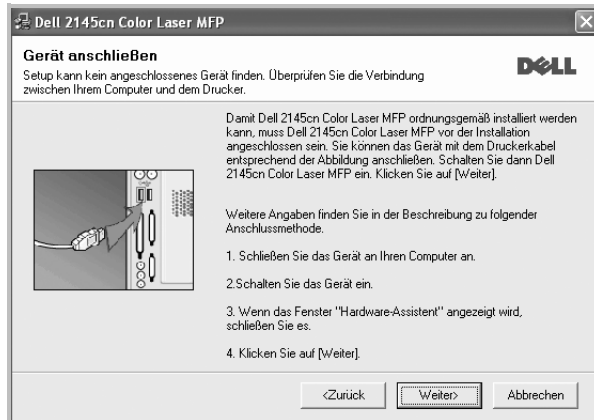 Dell 2145cn Color Laser MFP
Gerät anschließen
Setup kann kein angeschlossenes Gerät finden. Überprüfen Sie die Verbindung
zwischen Ihrem Computer und dem Drucker.
DELL
Damit Dell 2145cn Color Laser MFP ordnungsgemäß installiert werden
kann, muss Dell 2145cn Color Laser MFP vor der Installation
angeschlossen sein. Sie können das Gerät mit dem Druckerkabel
entsprechend der Abbildung anschließen. Schalten Sie dann Dell
2145cn Color Laser MFP ein. Klicken Sie auf [Weiter].
Weitere Angaben finden Sie in der Beschreibung zu folgender
Anschlussmethode.
1. Schließen Sie das Gerät an Ihren Computer an.
2.Schalten Sie das Gerät ein.
3. Wenn das Fenster "Hardware-Assistent" angezeigt wird,
schließen Sie es.
4. Klicken Sie auf [Weiter].
<Zurück Weiter> Abbrechen